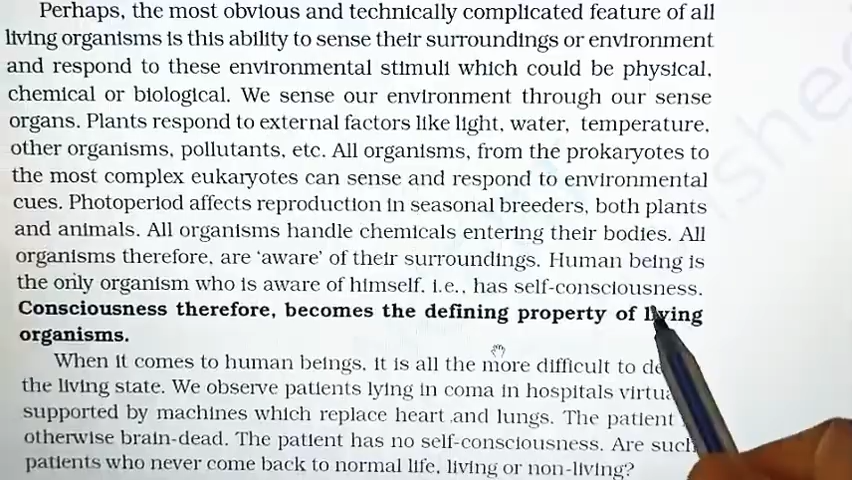 Perhaps, the most obvious and technically complicated feature of all
living organisms is this ability to sense their surroundings or environment
and respond to these environmental stimuli which could be physical,
chemical or biological. We sense our environment through our sense
organs. Plants respond to external factors like light, water, temperature,
other organisms, pollutants, etc. All organisms, from the prokaryotes to
the most complex eukaryotes can sense and respond to environmental
cues. Photoperiod affects reproduction in seasonal breeders, both plants
and animals. All organisms handle chemicals entering their bodies. All
organisms therefore, are ‘aware’ of their surroundings. Human being is
the only organism who is aware of himself, i.e., has self-consciousness.
Consciousness therefore, becomes the defining property of living
organisms.
When it comes to human beings, it is all the more difficult to de
the living state. We observe patients lying in coma in hospitals virtua
supported by machines which replace heart and lungs. The patient
otherwise brain-dead. The patient has no self-consciousness. Are such
patients who never come back to normal life, living or non-living?